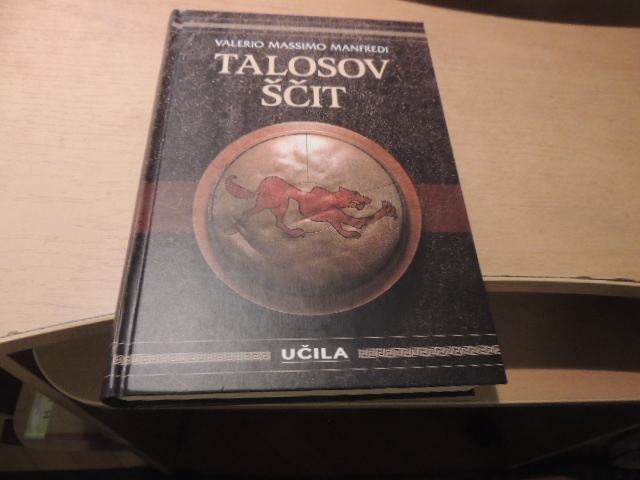 VALERIO MASSIMO MANFREDI
TALOSOV
ŠČIT
UČILA